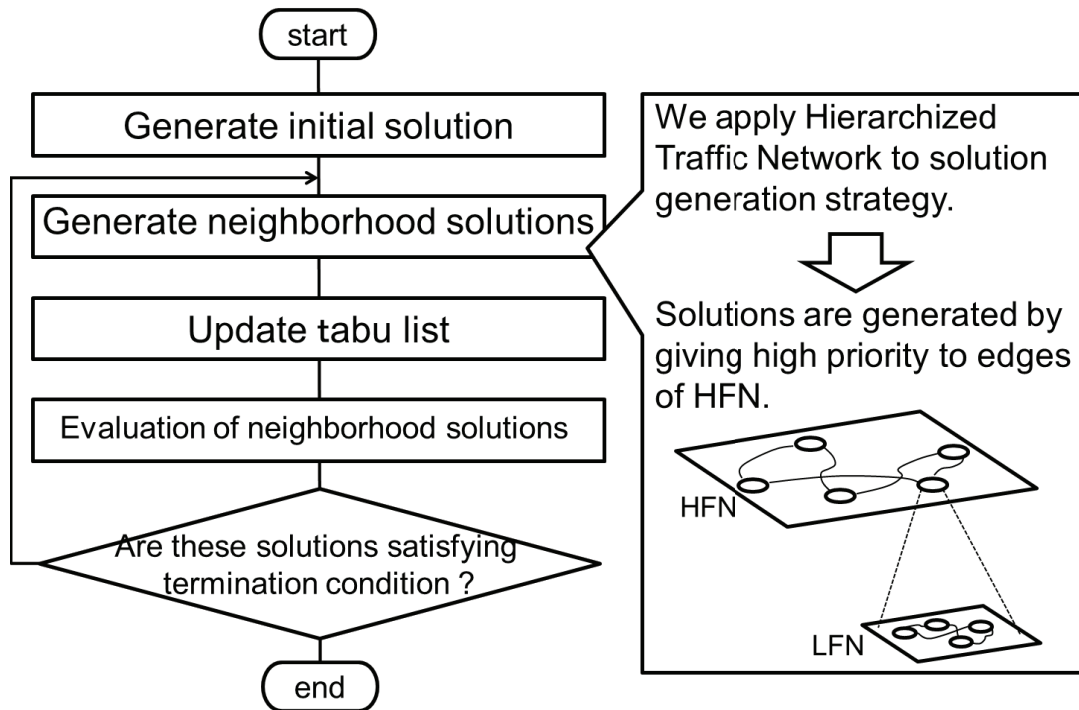 start
Generate initial solution
Generate neighborhood solutions
Update tabu list
Evaluation of neighborhood solutions
Are these solutions satisfying
termination condition ?
end
We apply Hierarchized
Traffic Network to solution
generation strategy.
Solutions are generated by
giving high priority to edges
of HFN.
HFN
LFN